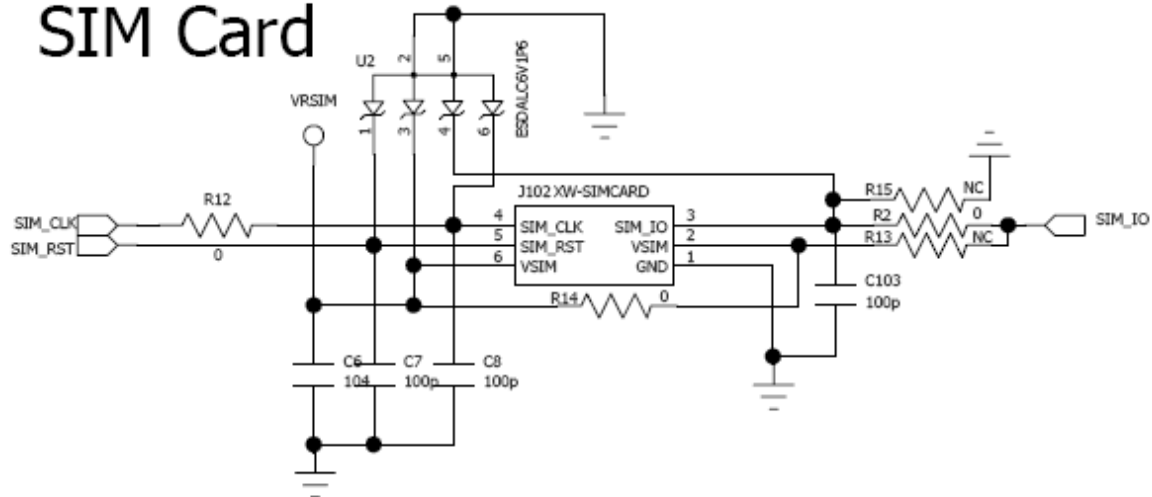 SIM Card
U2
2
5
ESDALC6V1P6
VRSIM
1
3
4
6
R12
J102 XW-SIMCARD
R15
NC
SIM_CLK
4
SIM_CLK
SIM_IO
3
R2
0
SIM_IO
SIM_RST
0
5
SIM_RST
VSIM
2
R13
NC
6
VSIM
GND
1
C103
100p
R14
0
C6
104
C7
100p
C8
100p